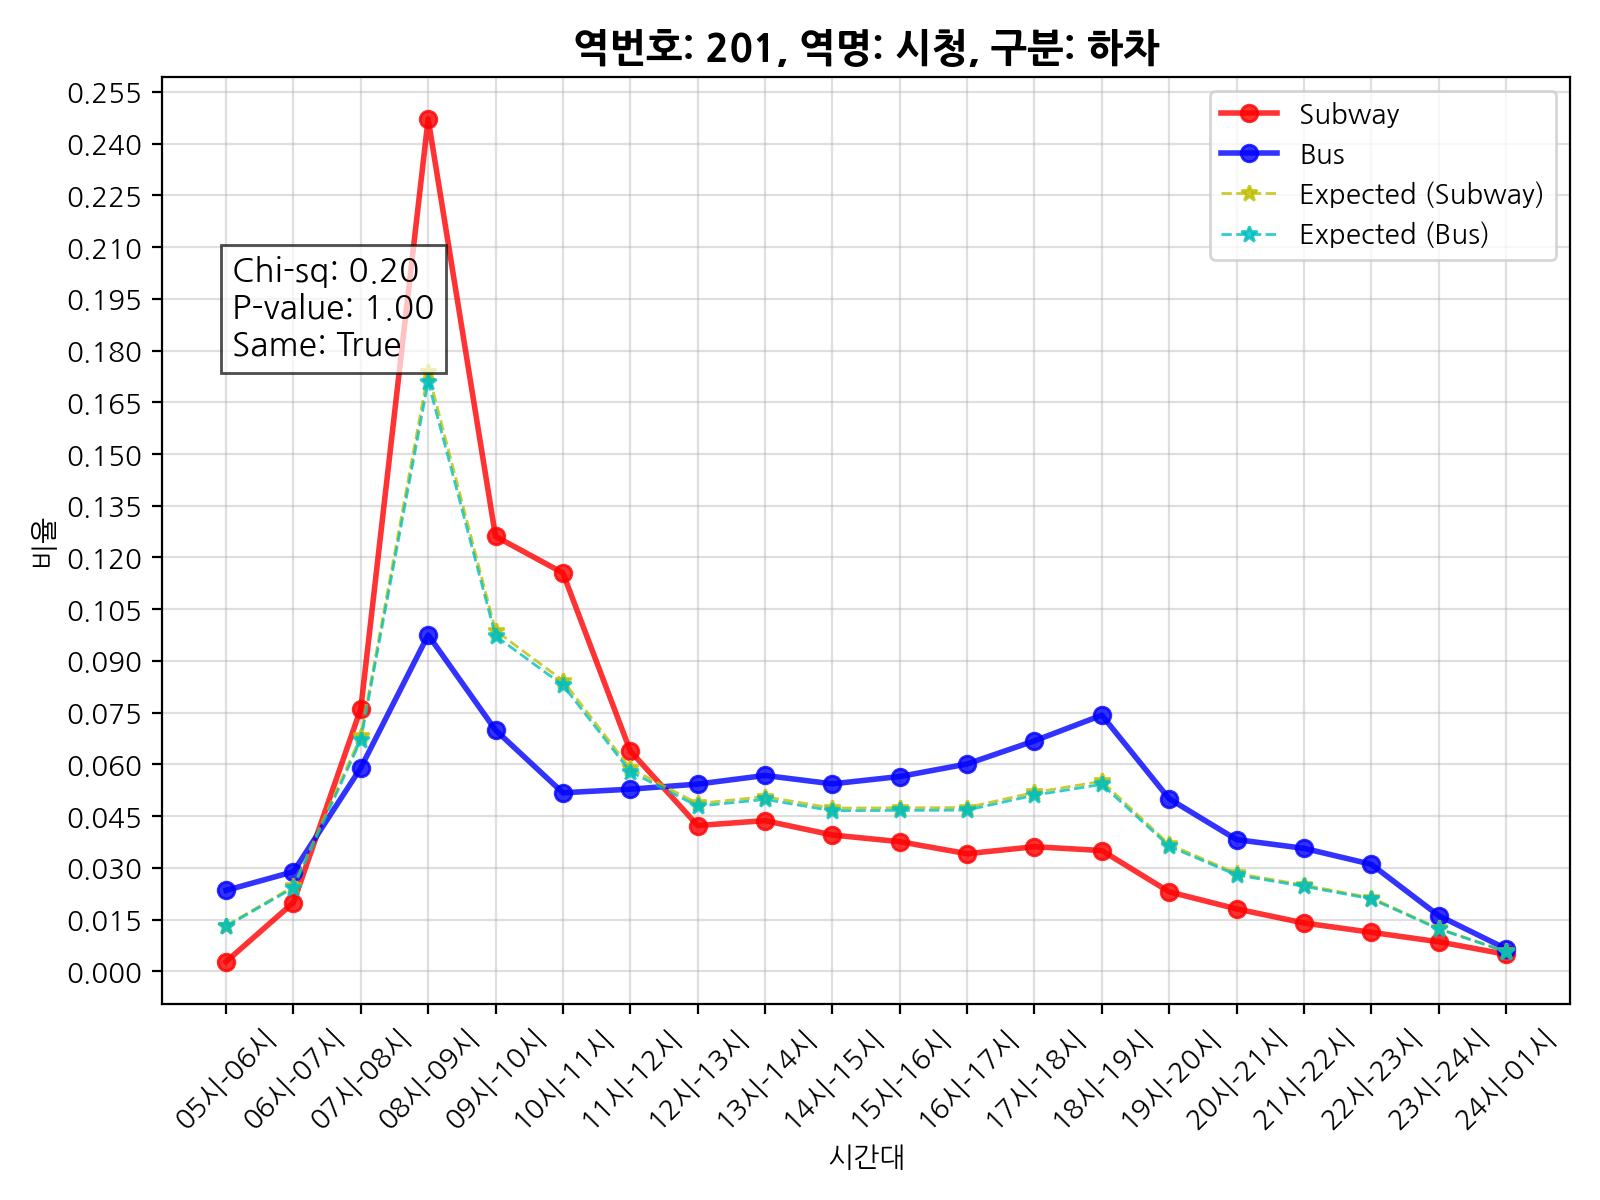 역번호: 201, 역명: 시청, 구분: 하차
0.255
0.240
0.225
0.210
0.195
0.180
0.165
0.150
0.135
0.120
0.105
0.090
0.075
0.060
0.045
0.030
0.015
0.000
비율
Subway
Bus
Expected (Subway)
Expected (Bus)
Chi-sq: 0.20
P-value: 1.00
Same: True
05시-06시
06시-07시
07시-08시
08시-09시
09시-10시
10시-11시
11시-12시
12시-13시
13시-14시
14시-15시
15시-16시
16시-17시
17시-18시
18시-19시
19시-20시
20시-21시
21시-22시
22시-23시
23시-24시
24시-01시
시간대